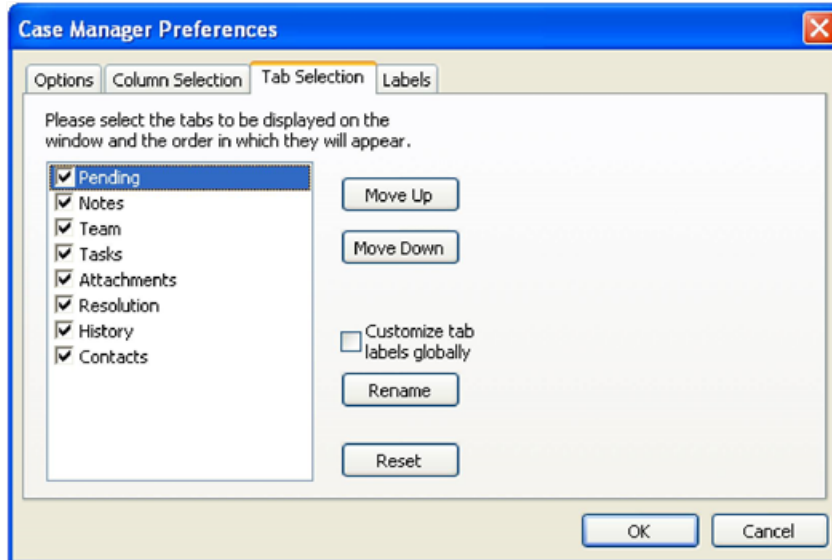 Case Manager Preferences
Options
Column Selection
Tab Selection
Labels
Please select the tabs to be displayed on the
window and the order in which they will appear.
Pending
Notes
Team
Tasks
Attachments
Resolution
History
Contacts
Move Up
Move Down
Customize tab
labels globally
Rename
Reset
OK
Cancel